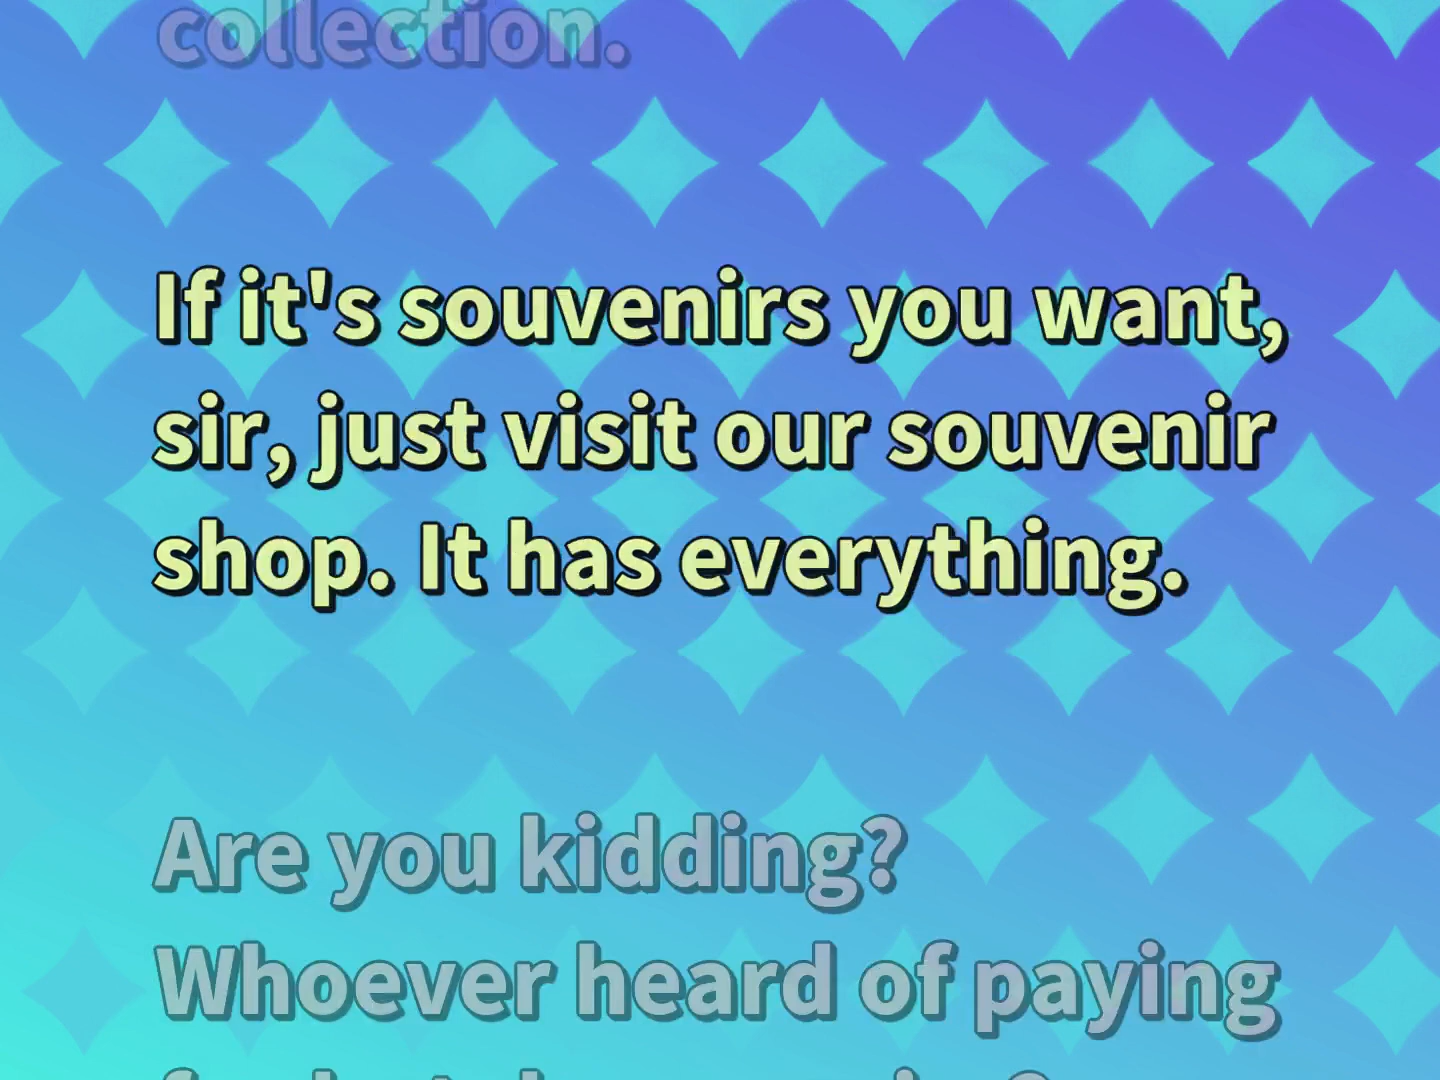 collection.
If it's souvenirs you want,
sir, just visit our souvenir
shop. It has everything.
Are you kidding?
Whoever heard of paying